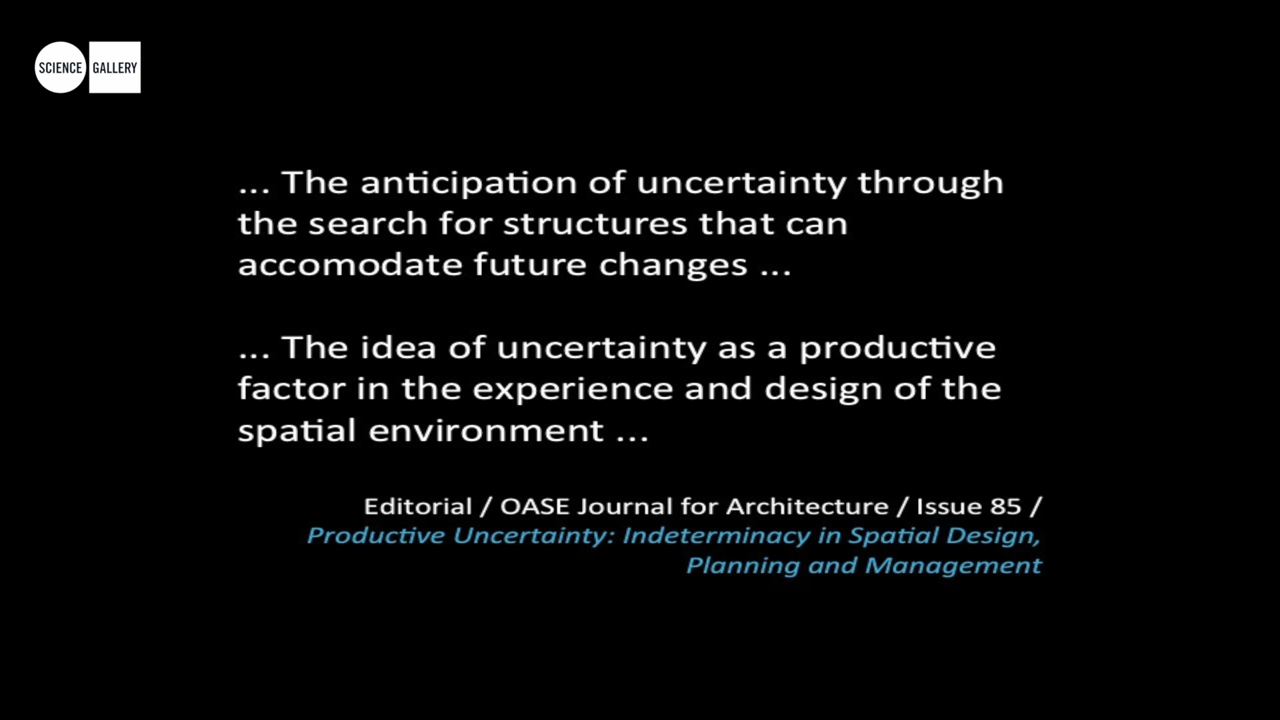 SCIENCE GALLERY
... The anticipation of uncertainty through
the search for structures that can
accomodate future changes ...
... The idea of uncertainty as a productive
factor in the experience and design of the
spatial environment ...
Editorial / OASE Journal for Architecture / Issue 85 /
Productive Uncertainty: Indeterminacy in Spatial Design,
Planning and Management